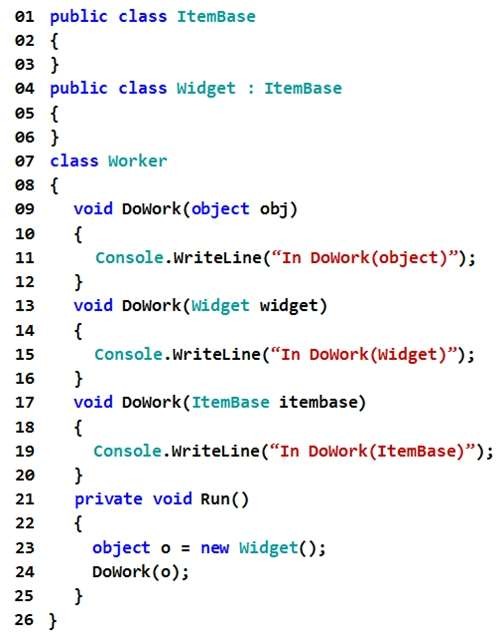 01 public class ItemBase
02 {
03 }
04 public class Widget : ItemBase
05 {
06 }
07 class Worker
08 {
09 void DoWork(object obj)
10 {
11 Console.WriteLine(“In DoWork(object)”);
12 }
13 void DoWork(Widget widget)
14 {
15 Console.WriteLine(“In DoWork(Widget)”);
16 }
17 void DoWork(ItemBase itembase)
18 {
19 Console.WriteLine(“In DoWork(ItemBase)”);
20 }
21 private void Run()
22 {
23 object o = new Widget();
24 DoWork(o);
25 }
26 }